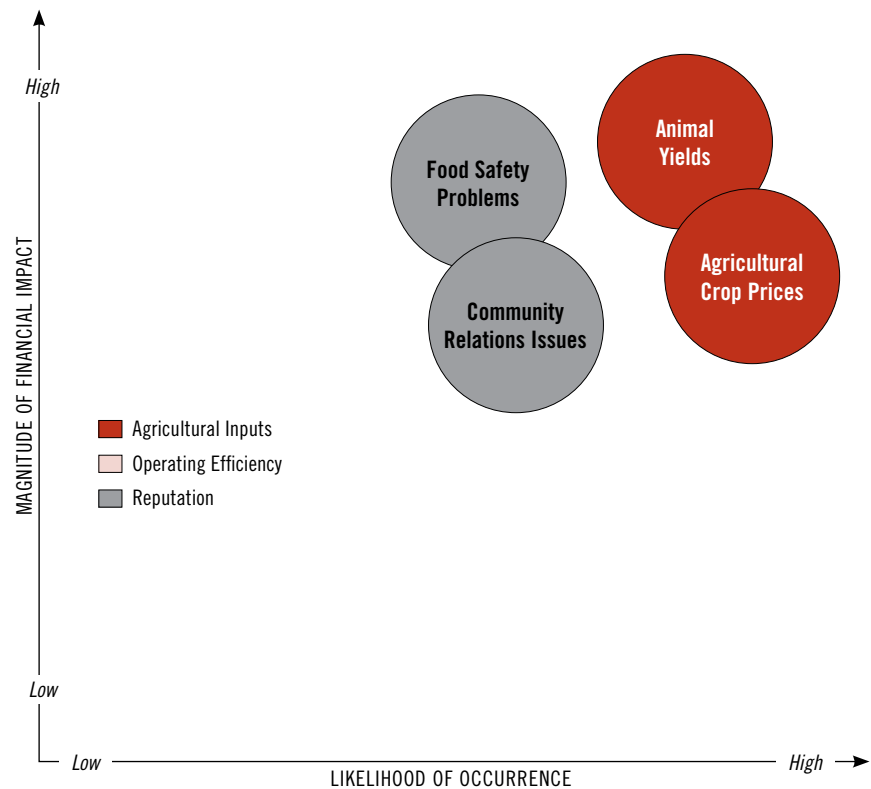 High
Animal
Yields
Food Safety
Problems
Agricultural
Crop Prices
Community
Relations Issues
MAGNITUDE OF FINANCIAL IMPACT
Agricultural Inputs
Operating Efficiency
Reputation
Low
Low
High
LIKELIHOOD OF OCCURRENCE